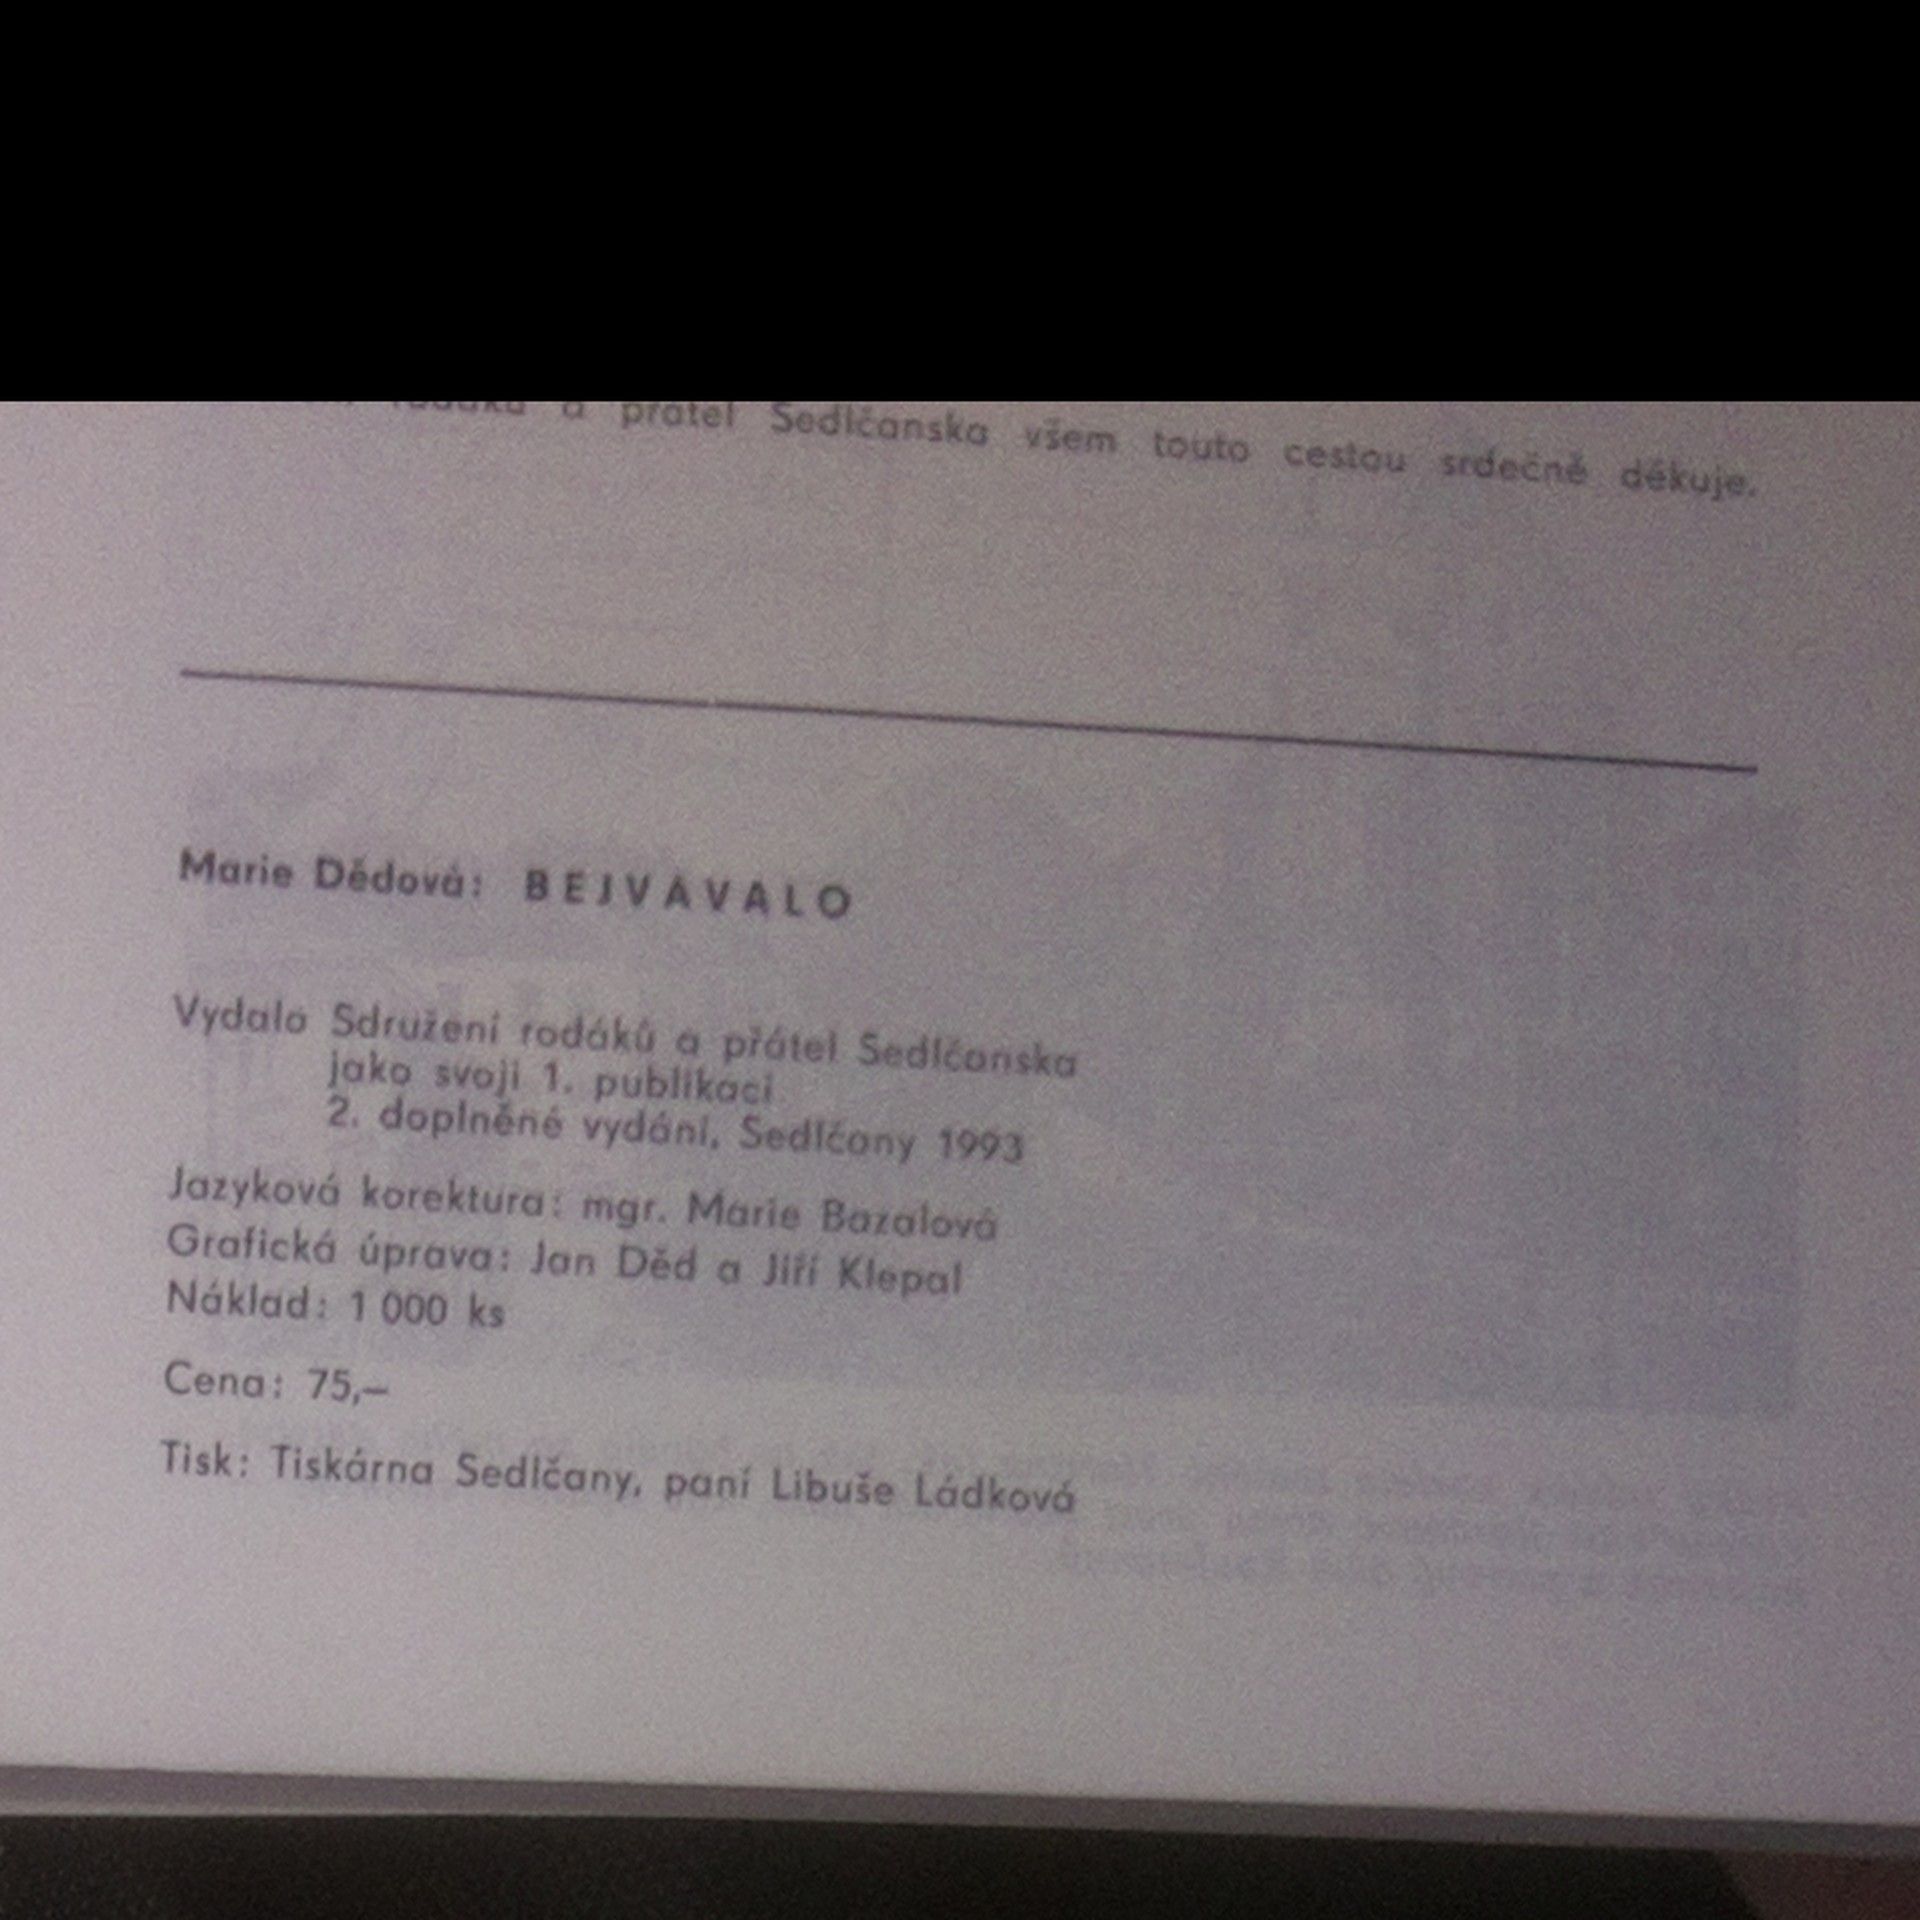 rodáků a přátel Sedlčanska všem touto cestou srdečně děkuje.
Marie Dědová: BEJVÁVALO
Vydalo Sdružení rodáků a přátel Sedlčanska
jako svoji 1. publikaci
2. doplněné vydání, Sedlčany 1993
Jazyková korektura: mgr. Marie Bazalová
Grafická úprava: Jan Děd a Jiří Klepal
Náklad: 1 000 ks
Cena: 75,–
Tisk: Tiskárna Sedlčany, paní Libuše Ládková